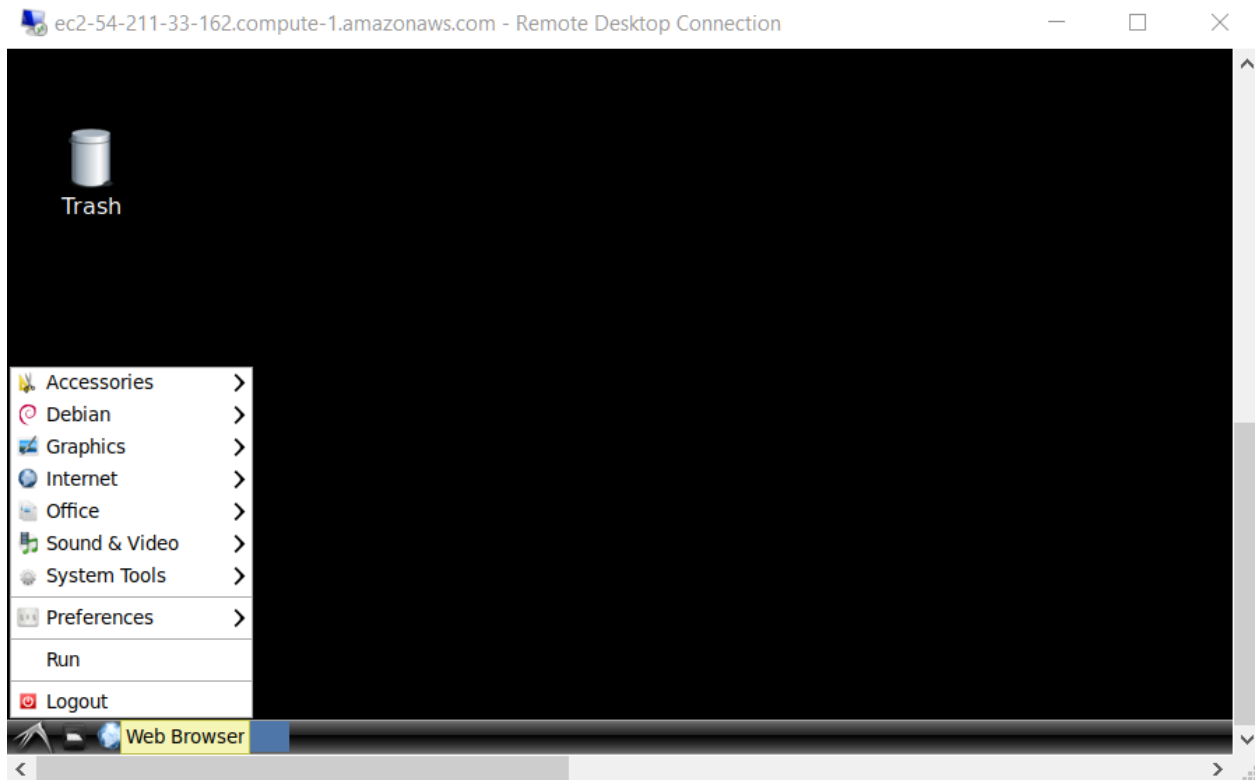 ec2-54-211-33-162.compute-1.amazonaws.com - Remote Desktop Connection
Trash
Accessories
Debian
Graphics
Internet
Office
Sound & Video
System Tools
Preferences
Run
Logout
Web Browser